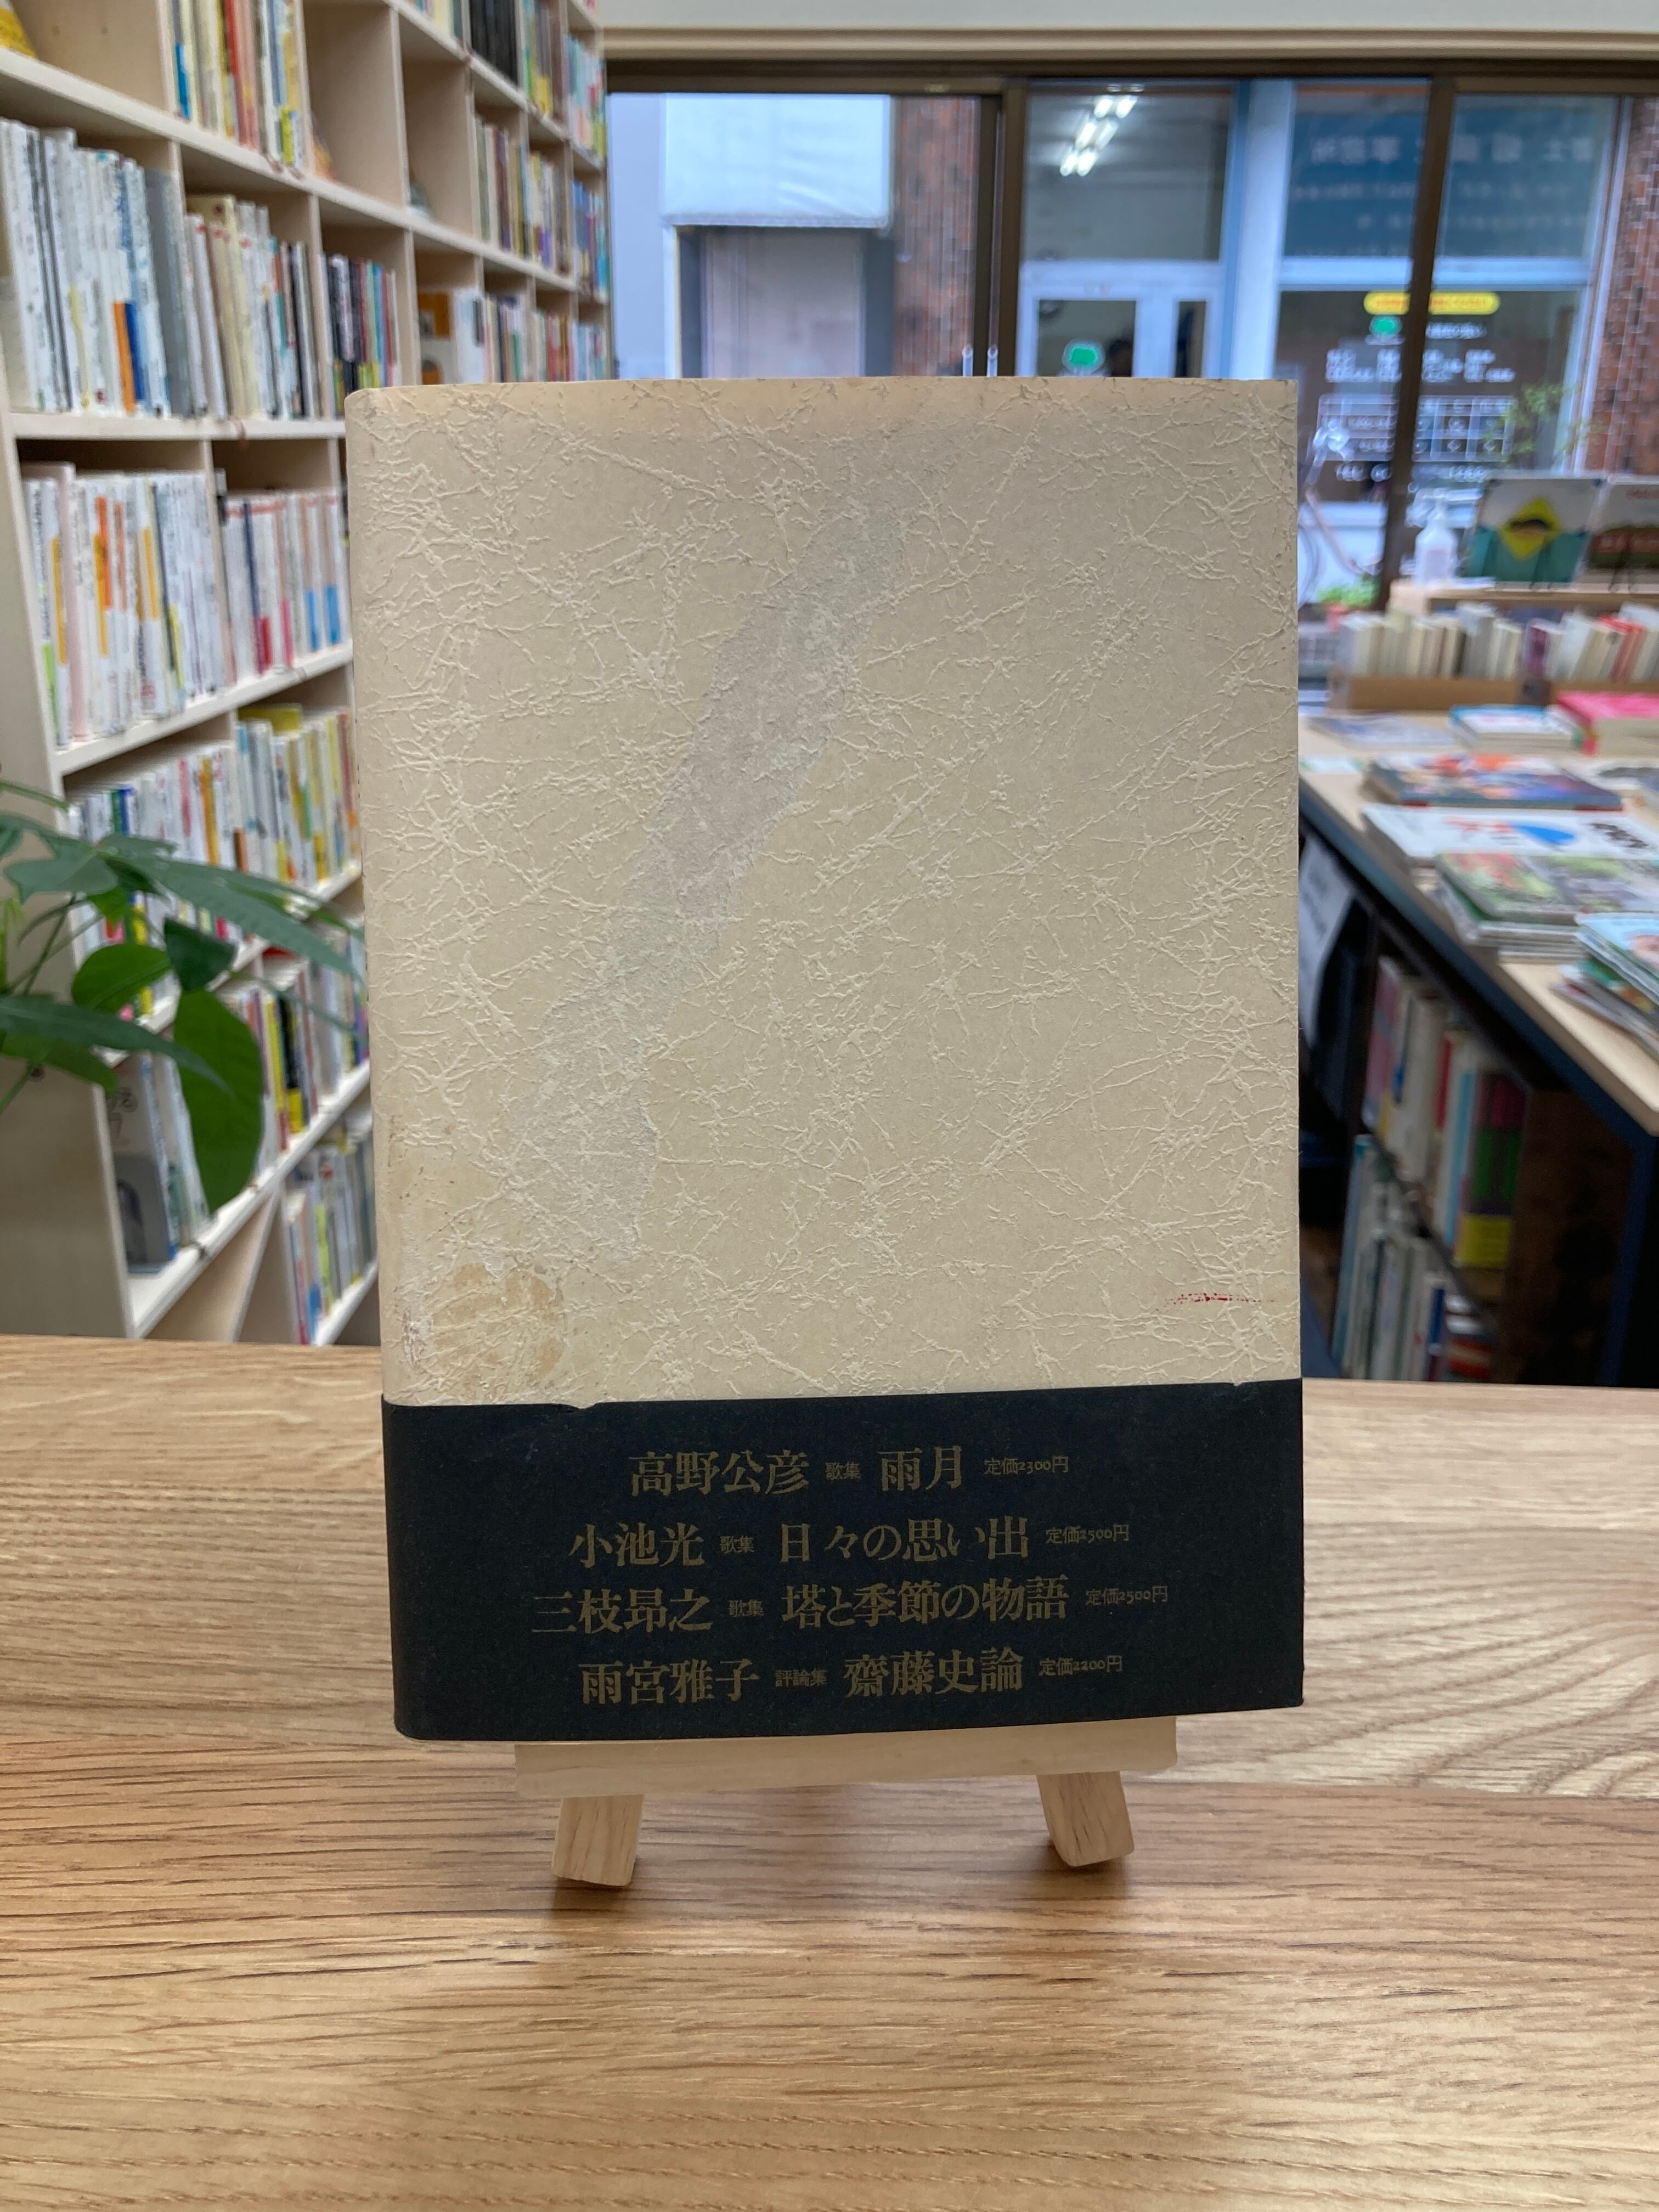 高野公彦 歌集 雨月 定価2300円
小池光 歌集 日々の思い出 定価2500円
三枝昂之 歌集 塔と季節の物語 定価2500円
雨宮雅子 評論集 齋藤史論 定価2200円